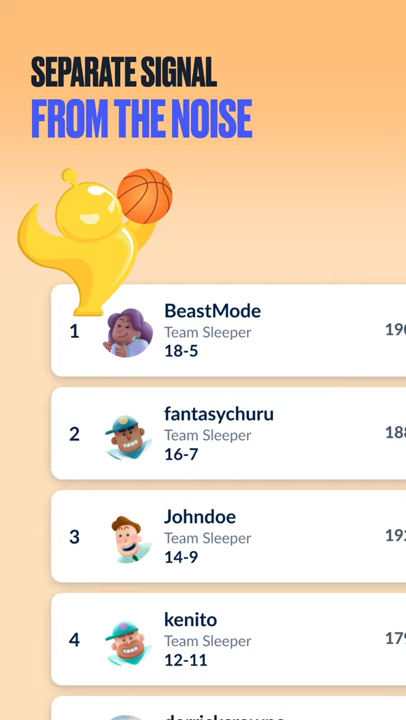 SEPARATE SIGNAL
FROM THE NOISE
1
BeastMode
Team Sleeper
18-5
2
fantasychuru
Team Sleeper
16-7
3
Johndoe
Team Sleeper
14-9
4
kenito
Team Sleeper
12-11